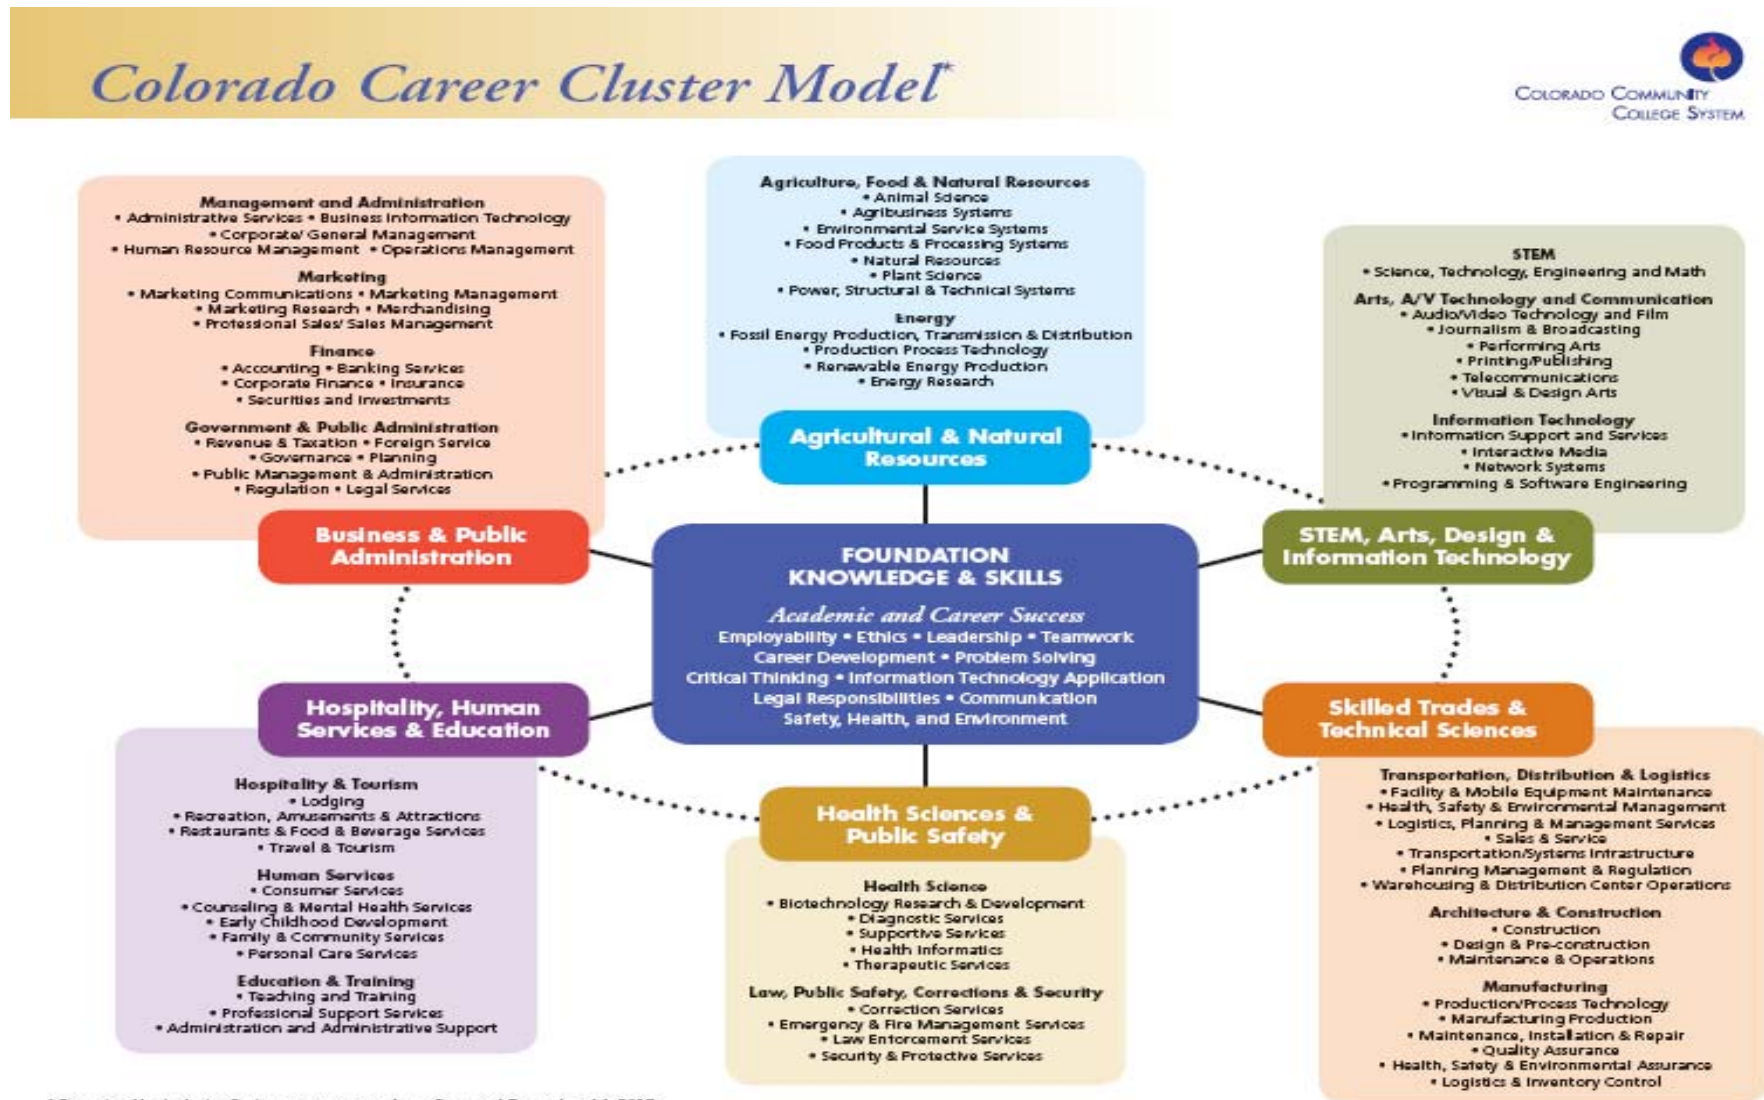 Colorado Career Cluster Model*
COLORADO COMMUNITY
COLLEGE SYSTEM
Management and Administration
• Administrative Services • Business Information Technology
• Corporate/ General Management
• Human Resource Management • Operations Management
Marketing
• Marketing Communications • Marketing Management
• Marketing Research • Merchandising
• Professional Sales/ Sales Management
Finance
• Accounting • Banking Services
• Corporate Finance • Insurance
• Securities and Investments
Government & Public Administration
• Revenue & Taxation • Foreign Service
• Governance • Planning
• Public Management & Administration
• Regulation • Legal Services
Business & Public
Administration
Agriculture, Food & Natural Resources
• Animal Science
• Agribusiness Systems
• Environmental Service Systems
• Food Products & Processing Systems
• Natural Resources
• Plant Science
• Power, Structural & Technical Systems
Energy
• Fossil Energy Production, Transmission & Distribution
• Production Process Technology
• Renewable Energy Production
• Energy Research
Agricultural & Natural
Resources
STEM
• Science, Technology, Engineering and Math
Arts, A/V Technology and Communication
• Audio/Video Technology and Film
• Journalism & Broadcasting
• Performing Arts
• Printing/Publishing
• Telecommunications
• Visual & Design Arts
Information Technology
• Information Support and Services
• Interactive Media
• Network Systems
• Programming & Software Engineering
STEM, Arts, Design &
Information Technology
FOUNDATION
KNOWLEDGE & SKILLS
Academic and Career Success
Employability • Ethics • Leadership • Teamwork
Career Development • Problem Solving
Critical Thinking • Information Technology Application
Legal Responsibilities • Communication
Safety, Health, and Environment
Hospitality, Human
Services & Education
Hospitality & Tourism
• Lodging
• Recreation, Amusements & Attractions
• Restaurants & Food & Beverage Services
• Travel & Tourism
Human Services
• Consumer Services
• Counseling & Mental Health Services
• Early Childhood Development
• Family & Community Services
• Personal Care Services
Education & Training
• Teaching and Training
• Professional Support Services
• Administration and Administrative Support
Health Sciences &
Public Safety
Health Science
• Biotechnology Research & Development
• Diagnostic Services
• Supportive Services
• Health Informatics
• Therapeutic Services
Law, Public Safety, Corrections & Security
• Correction Services
• Emergency & Fire Management Services
• Law Enforcement Services
• Security & Protective Services
Skilled Trades &
Technical Sciences
Transportation, Distribution & Logistics
• Facility & Mobile Equipment Maintenance
• Health, Safety & Environmental Management
• Logistics, Planning & Management Services
• Sales & Service
• Transportation/Systems Infrastructure
• Planning Management & Regulation
• Warehousing & Distribution Center Operations
Architecture & Construction
• Construction
• Design & Pre-construction
• Maintenance & Operations
Manufacturing
• Production/Process Technology
• Manufacturing Production
• Maintenance, Installation & Repair
• Quality Assurance
• Health, Safety & Environmental Assurance
• Logistics & Inventory Control